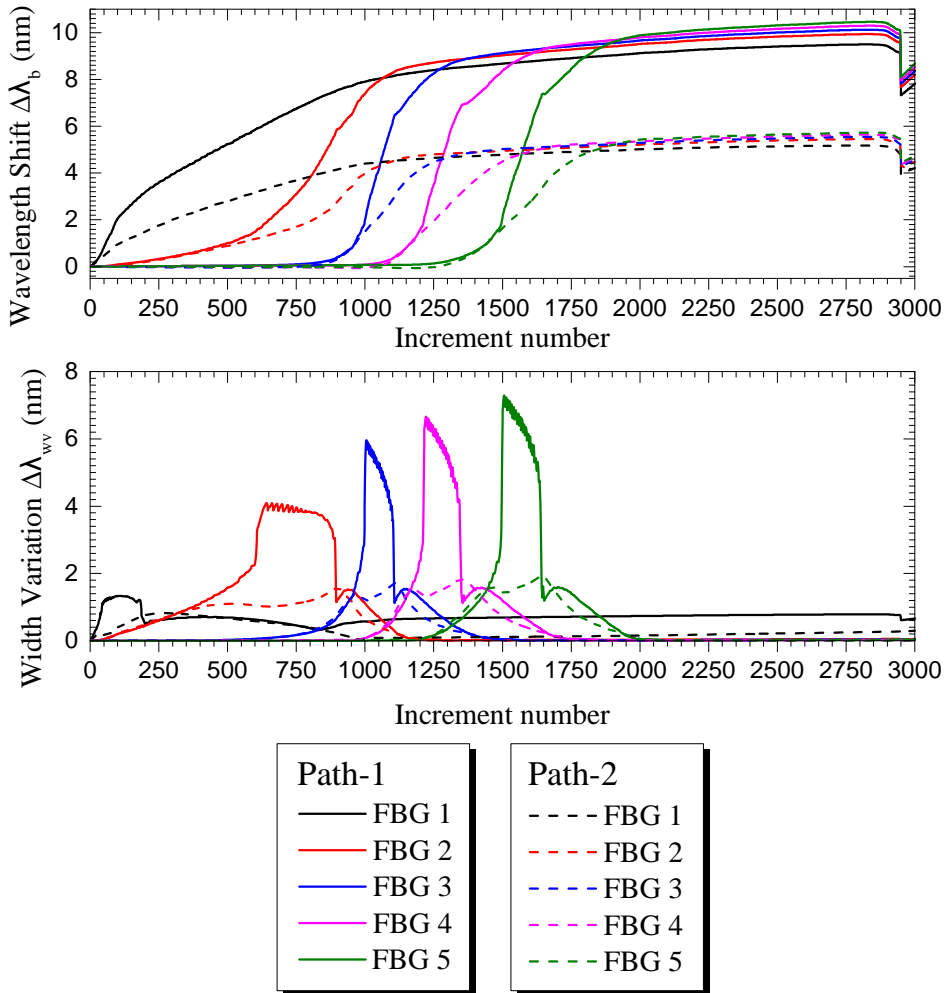 Wavelength Shift Δλ_b (nm)
10
8
6
4
2
0
0 250 500 750 1000 1250 1500 1750 2000 2250 2500 2750 3000
Increment number
Width Variation Δλ_wv (nm)
8
6
4
2
0
0 250 500 750 1000 1250 1500 1750 2000 2250 2500 2750 3000
Increment number
Path-1
FBG 1
FBG 2
FBG 3
FBG 4
FBG 5
Path-2
FBG 1
FBG 2
FBG 3
FBG 4
FBG 5